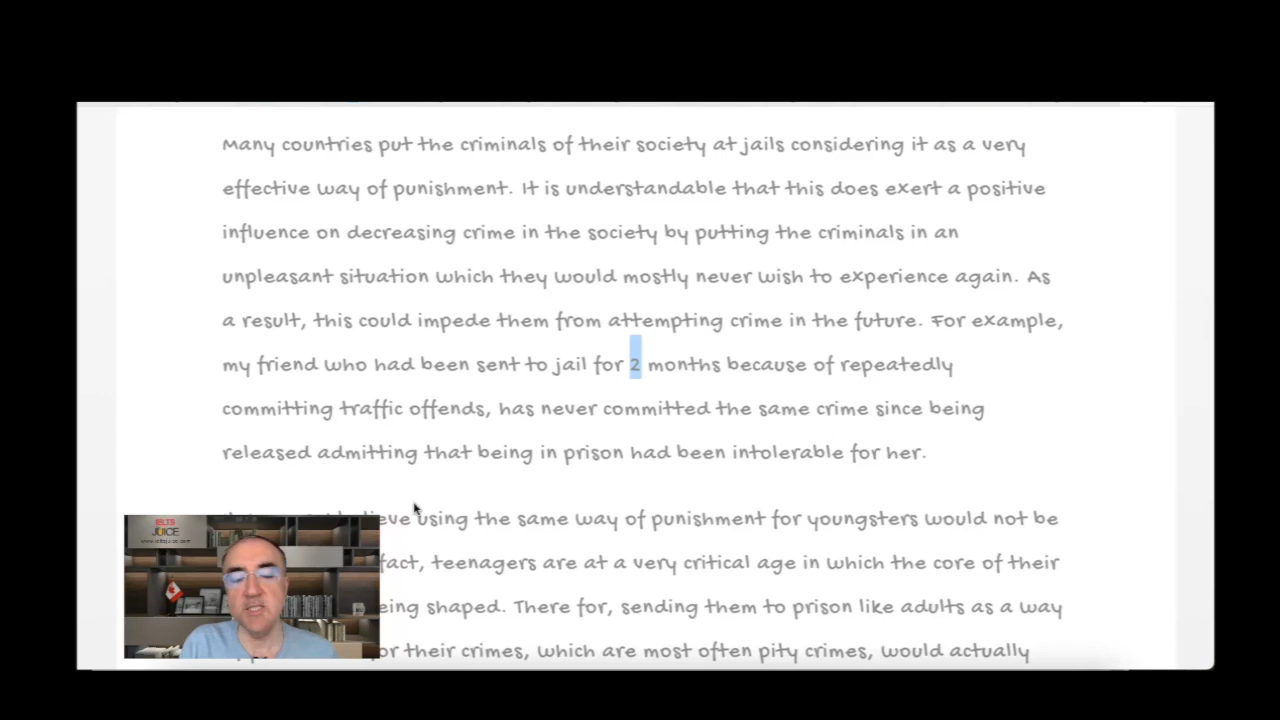 Many countries put the criminals of their society at jails considering it as a very
effective way of punishment. It is understandable that this does exert a positive
influence on decreasing crime in the society by putting the criminals in an
unpleasant situation which they would mostly never wish to experience again. As
a result, this could impede them from attempting crime in the future. For example,
my friend who had been sent to jail for 2 months because of repeatedly
committing traffic offends, has never committed the same crime since being
released admitting that being in prison had been intolerable for her.
using the same way of punishment for youngsters would not be
fact, teenagers are at a very critical age in which the core of their
shaped. There for, sending them to prison like adults as a way
their crimes, which are most often pity crimes, would actually
IELTS
JUICE